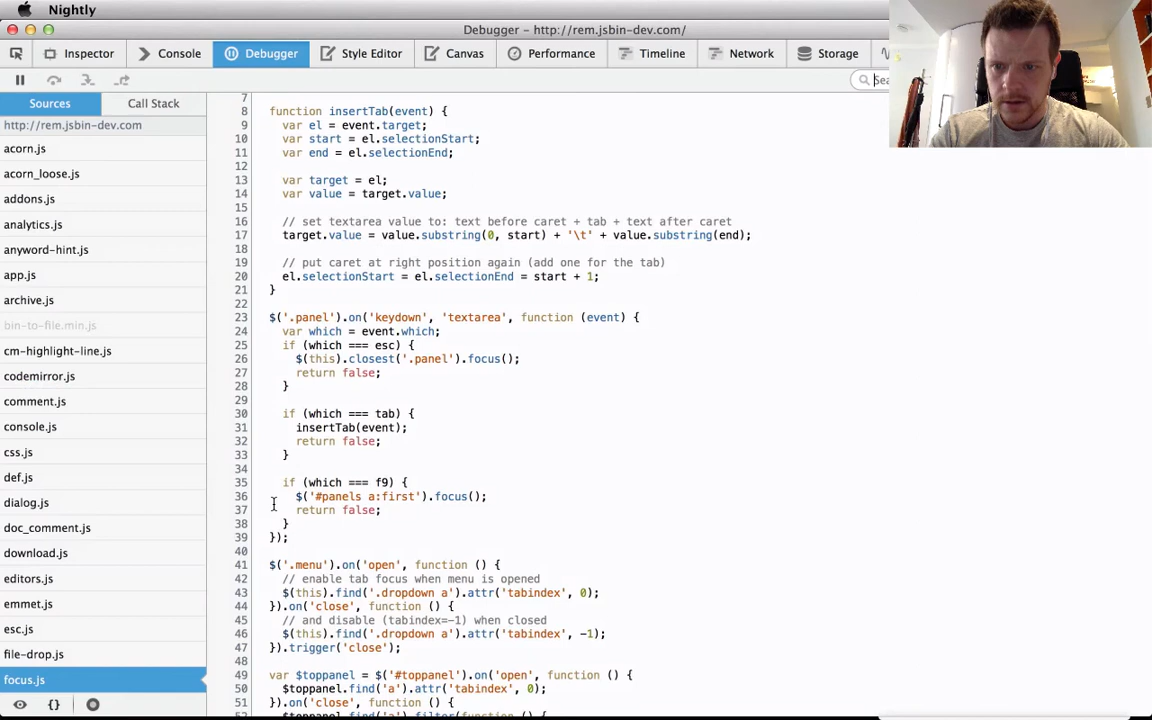 Nightly
Debugger - http://rem.jsbin-dev.com/
Inspector Console Debugger Style Editor Canvas Performance Timeline Network Storage
Sources Call Stack
http://rem.jsbin-dev.com
acorn.js
acorn_loose.js
addons.js
analytics.js
anyword-hint.js
app.js
archive.js
bin-to-file.min.js
cm-highlight-line.js
codemirror.js
comment.js
console.js
css.js
def.js
dialog.js
doc_comment.js
download.js
editors.js
emmet.js
esc.js
file-drop.js
focus.js
7
8 function insertTab(event) {
9 var el = event.target;
10 var start = el.selectionStart;
11 var end = el.selectionEnd;
12
13 var target = el;
14 var value = target.value;
15
16 // set textarea value to: text before caret + tab + text after caret
17 target.value = value.substring(0, start) + '\t' + value.substring(end);
18
19 // put caret at right position again (add one for the tab)
20 el.selectionStart = el.selectionEnd = start + 1;
21 }
22
23 $('.panel').on('keydown', 'textarea', function (event) {
24 var which = event.which;
25 if (which === esc) {
26 $(this).closest('.panel').focus();
27 return false;
28 }
29
30 if (which === tab) {
31 insertTab(event);
32 return false;
33 }
34
35 if (which === f9) {
36 $('#panels a:first').focus();
37 return false;
38 }
39 });
40
41 $('.menu').on('open', function () {
42 // enable tab focus when menu is opened
43 $(this).find('.dropdown a').attr('tabindex', 0);
44 }).on('close', function () {
45 // and disable (tabindex=-1) when closed
46 $(this).find('.dropdown a').attr('tabindex', -1);
47 }).trigger('close');
48
49 var $toppanel = $('#toppanel').on('open', function () {
50 $toppanel.find('a').attr('tabindex', 0);
51 }).on('close', function () {
52 $toppanel.find('a').filter(function () {